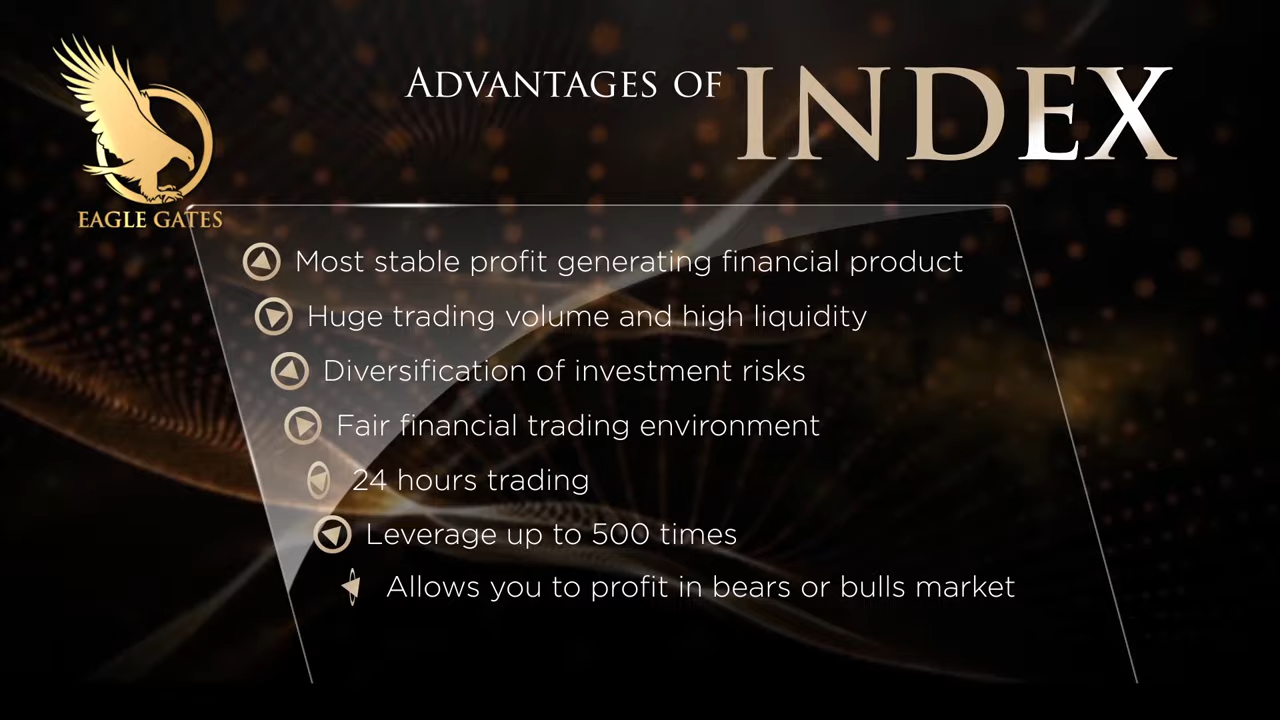 EAGLE GATES
ADVANTAGES OF INDEX
Most stable profit generating financial product
Huge trading volume and high liquidity
Diversification of investment risks
Fair financial trading environment
24 hours trading
Leverage up to 500 times
Allows you to profit in bears or bulls market